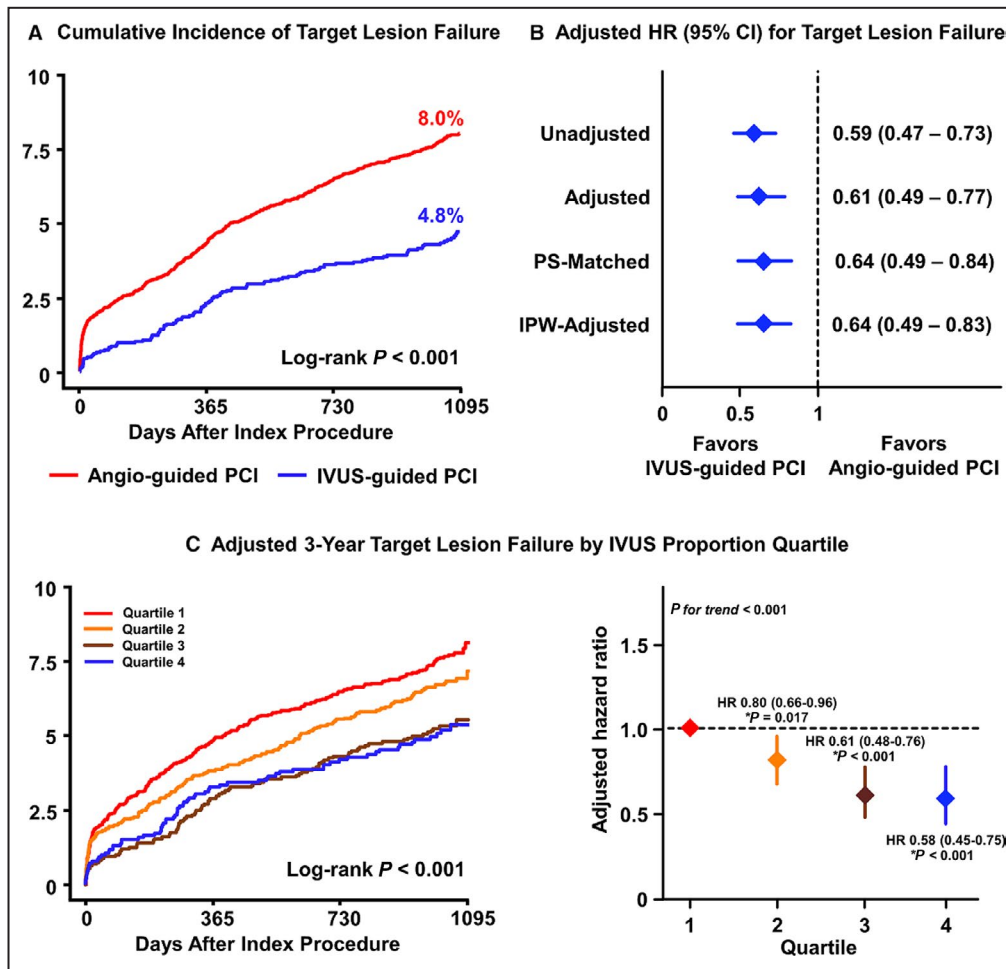 A Cumulative Incidence of Target Lesion Failure
10
7.5
5
2.5
0
8.0%
4.8%
Log-rank P < 0.001
0 365 730 1095
Days After Index Procedure
Angio-guided PCI IVUS-guided PCI
B Adjusted HR (95% CI) for Target Lesion Failure
Unadjusted 0.59 (0.47 – 0.73)
Adjusted 0.61 (0.49 – 0.77)
PS-Matched 0.64 (0.49 – 0.84)
IPW-Adjusted 0.64 (0.49 – 0.83)
0 0.5 1
Favors
IVUS-guided PCI
Favors
Angio-guided PCI
C Adjusted 3-Year Target Lesion Failure by IVUS Proportion Quartile
10
7.5
5
2.5
0
Quartile 1
Quartile 2
Quartile 3
Quartile 4
Log-rank P < 0.001
0 365 730 1095
Days After Index Procedure
Adjusted hazard ratio
1.5
1.0
0.5
0
P for trend < 0.001
HR 0.80 (0.66-0.96)
*P = 0.017
HR 0.61 (0.48-0.76)
*P < 0.001
HR 0.58 (0.45-0.75)
*P < 0.001
1 2 3 4
Quartile